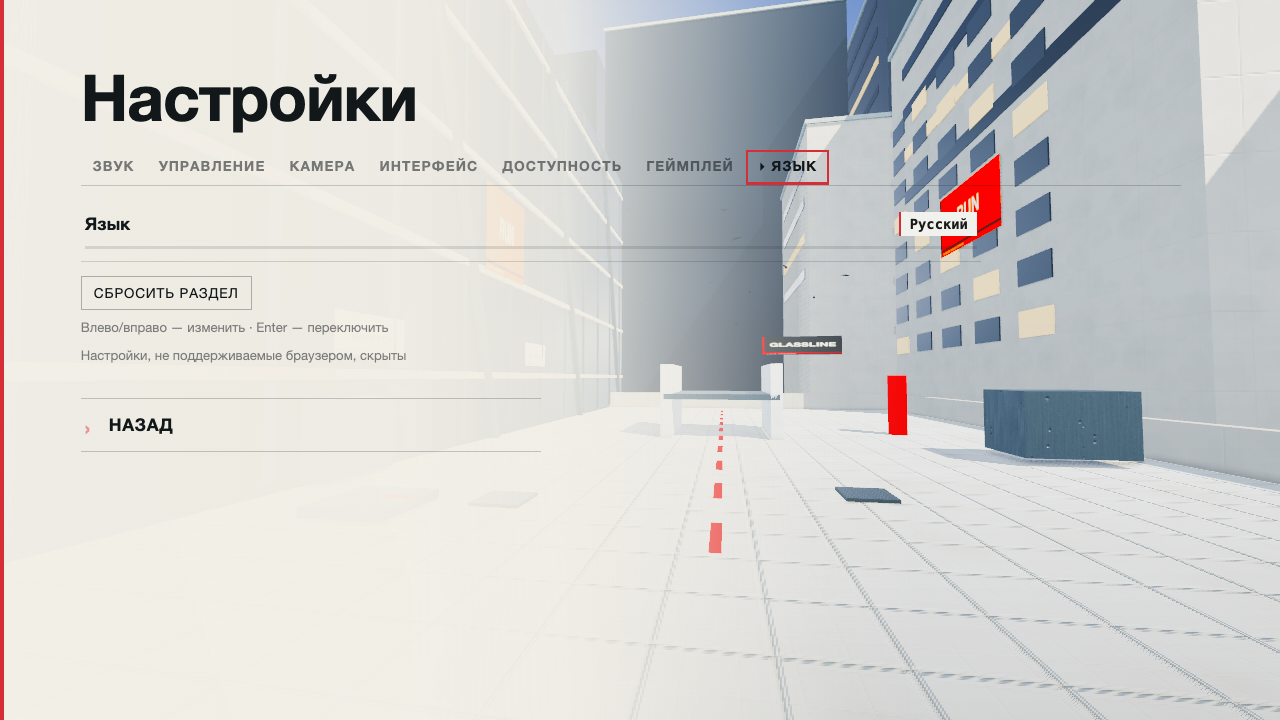 Настройки
ЗВУК УПРАВЛЕНИЕ КАМЕРА ИНТЕРФЕЙС ДОСТУПНОСТЬ ГЕЙМПЛЕЙ ЯЗЫК
Язык Русский
RUN
СБРОСИТЬ РАЗДЕЛ
Влево/вправо — изменить · Enter — переключить
Настройки, не поддерживаемые браузером, скрыты
GLASSLINE
НАЗАД